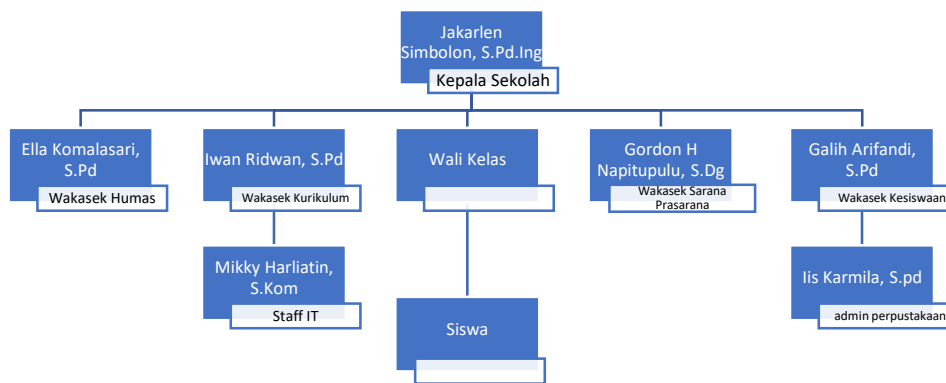 Jakarlen
Simbolon, S.Pd.Ing
Kepala Sekolah
Ella Komalasari,
S.Pd
Wakasek Humas
Iwan Ridwan, S.Pd
Wakasek Kurikulum
Wali Kelas
Gordon H
Napitupulu, S.Dg
Wakasek Sarana
Prasarana
Galih Arifandi,
S.Pd
Wakasek Kesiswaan
Mikky Harliatin,
S.Kom
Staff IT
Siswa
Iis Karmila, S.pd
admin perpustakaan